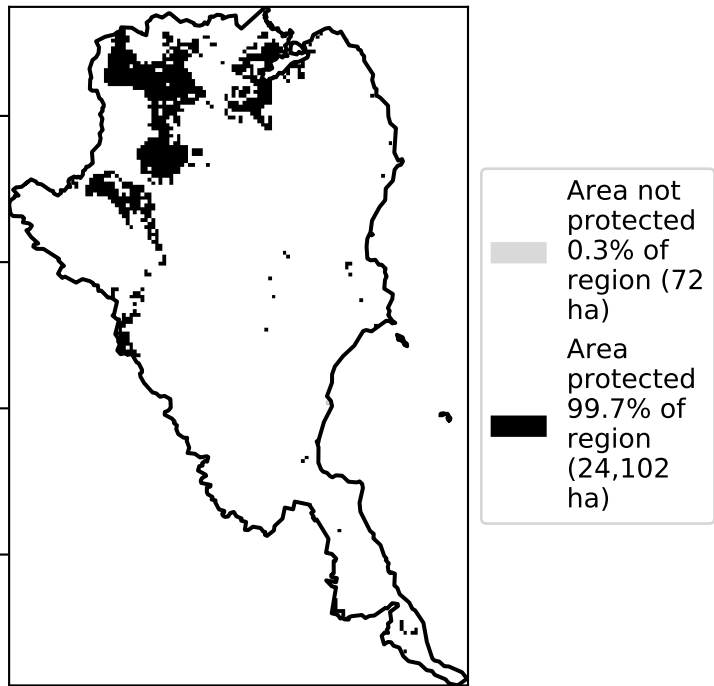 Area not
protected
0.3% of
region (72
ha)
Area
protected
99.7% of
region
(24,102
ha)